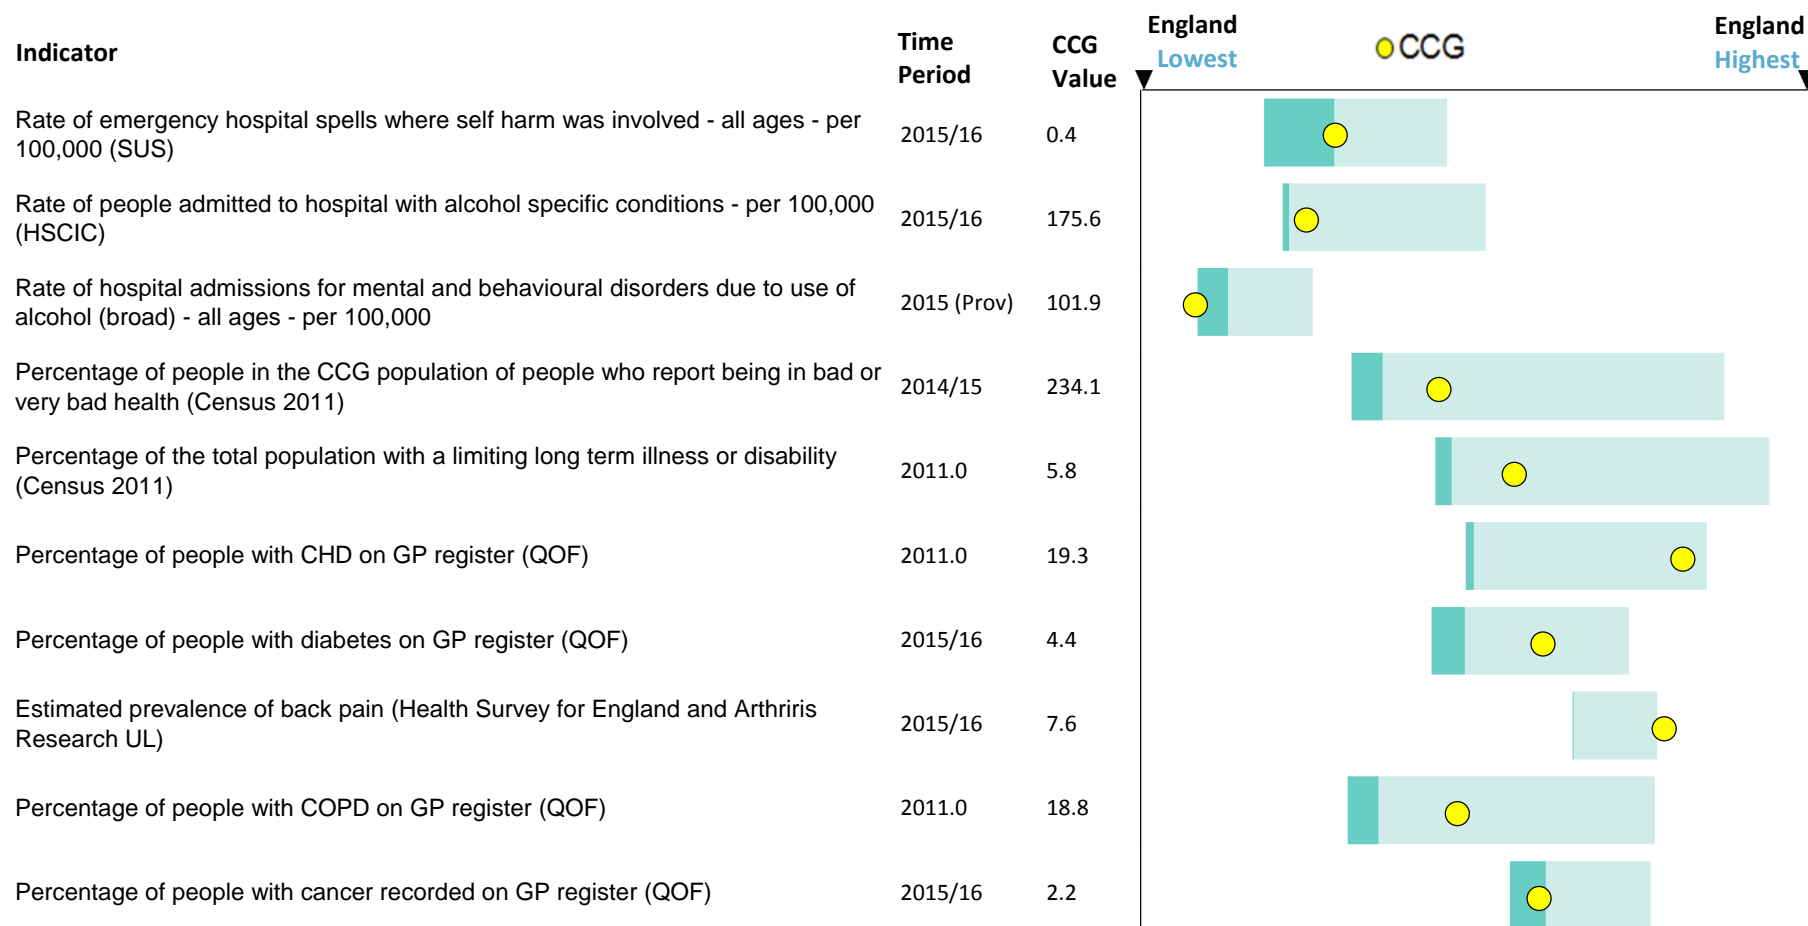 Indicator
Time
Period
CCG
Value
England
Lowest
CCG
England
Highest
Rate of emergency hospital spells where self harm was involved - all ages - per
100,000 (SUS)
2015/16
0.4
Rate of people admitted to hospital with alcohol specific conditions - per 100,000
(HSCIC)
2015/16
175.6
Rate of hospital admissions for mental and behavioural disorders due to use of
alcohol (broad) - all ages - per 100,000
2015 (Prov)
101.9
Percentage of people in the CCG population of people who report being in bad or
very bad health (Census 2011)
2014/15
234.1
Percentage of the total population with a limiting long term illness or disability
(Census 2011)
2011.0
5.8
Percentage of people with CHD on GP register (QOF)
2011.0
19.3
Percentage of people with diabetes on GP register (QOF)
2015/16
4.4
Estimated prevalence of back pain (Health Survey for England and Arthriris
Research UL)
2015/16
7.6
Percentage of people with COPD on GP register (QOF)
2011.0
18.8
Percentage of people with cancer recorded on GP register (QOF)
2015/16
2.2